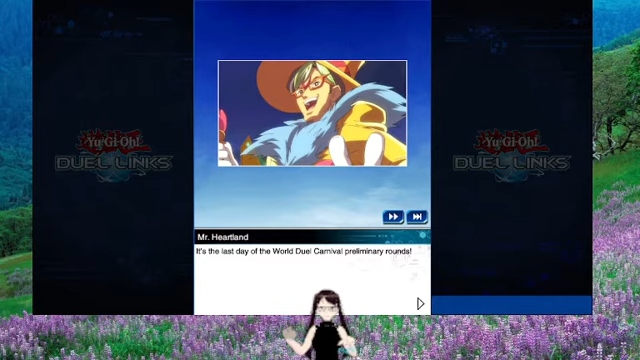 Yu-Gi-Oh!
DUEL LINKS
Yu-Gi-Oh!
DUEL LINKS
Mr. Heartland
It's the last day of the World Duel Carnival preliminary rounds!